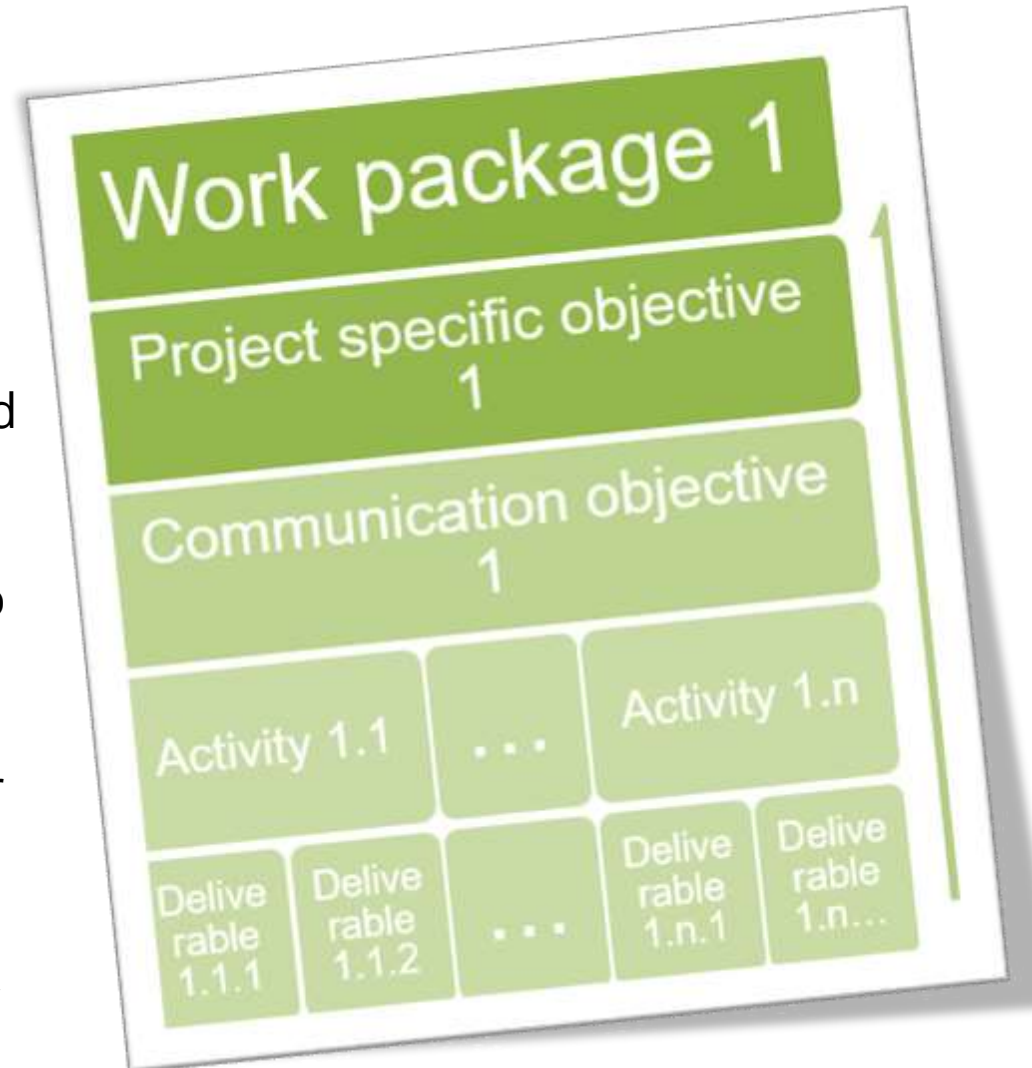 Work package 1
Project specific objective
1
Communication objective
1
Activity 1.1
...
Activity 1.n
Delive
rable
1.1.1
Delive
rable
1.1.2
...
Delive
rable
1.n.1
Delive
rable
1.n...